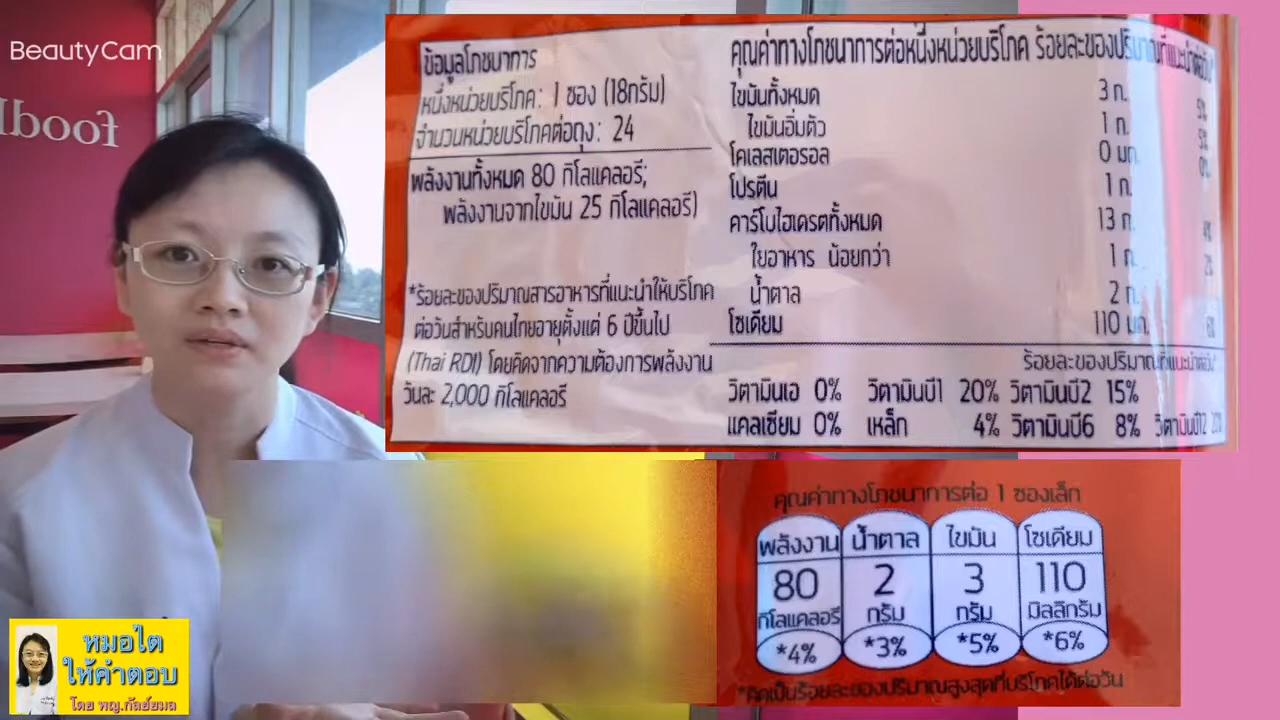 BeautyCam
foodl
ข้อมูลโภชนาการ
หนึ่งหน่วยบริโภค: 1 ซอง (18กรัม)
จำนวนหน่วยบริโภคต่อถุง: 24
พลังงานทั้งหมด 80 กิโลแคลอรี;
พลังงานจากไขมัน 25 กิโลแคลอรี)
*ร้อยละของปริมาณสารอาหารที่แนะนำให้บริโภค
ต่อวันสำหรับคนไทยอายุตั้งแต่ 6 ปีขึ้นไป
(Thai RDI) โดยคิดจากความต้องการพลังงาน
วันละ 2,000 กิโลแคลอรี
คุณค่าทางโภชนาการต่อหนึ่งหน่วยบริโภค ร้อยละของปริมาณที่แนะนำต่อวัน*
ไขมันทั้งหมด 3 ก. 5%
ไขมันอิ่มตัว 1 ก. 5%
โคเลสเตอรอล 0 มก. 0%
โปรตีน 1 ก.
คาร์โบไฮเดรตทั้งหมด 13 ก. 4%
ใยอาหาร น้อยกว่า 1 ก. 2%
น้ำตาล 2 ก.
โซเดียม 110 มก. 6%
ร้อยละของปริมาณที่แนะนำต่อวัน*
วิตามินเอ 0% วิตามินบี1 20% วิตามินบี2 15%
แคลเซียม 0% เหล็ก 4% วิตามินบี6 8% วิตามินบี12
คุณค่าทางโภชนาการต่อ 1 ซองเล็ก
พลังงาน น้ำตาล ไขมัน โซเดียม
80 2 3 110
กิโลแคลอรี กรัม กรัม มิลลิกรัม
*4% *3% *5% *6%
*คิดเป็นร้อยละของปริมาณสูงสุดที่บริโภคได้ต่อวัน
หมอไต
ให้คำตอบ
โดย พญ.กัลย์ยมล